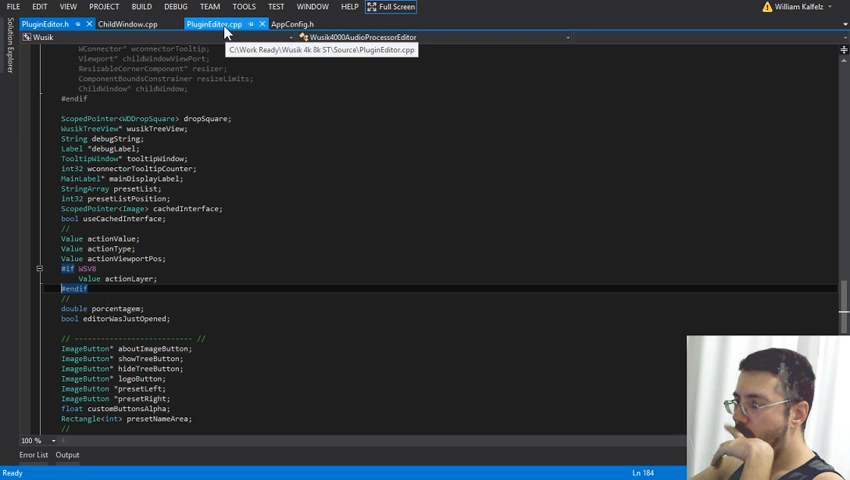 FILE EDIT VIEW PROJECT BUILD DEBUG TEAM TOOLS TEST WINDOW HELP Full Screen William Kalfelz
PluginEditor.h ChildWindow.cpp PluginEditor.cpp AppConfig.h
Wusik Wusik4000AudioProcessorEditor
C:\Work Ready\Wusik 4k 8k ST\Source\PluginEditor.cpp
Solution Explorer
WConnector* wconnectorTooltip;
Viewport* childWindowViewPort;
ResizableCornerComponent* resizer;
ComponentBoundsConstrainer resizeLimits;
ChildWindow* childWindow;
#endif
ScopedPointer<WDDropSquare> dropSquare;
WusikTreeView* wusikTreeView;
String debugString;
Label *debugLabel;
TooltipWindow* tooltipWindow;
int32 wconnectorTooltipCounter;
MainLabel* mainDisplayLabel;
StringArray presetList;
int32 presetListPosition;
ScopedPointer<Image> cachedInterface;
bool useCachedInterface;
//
Value actionValue;
Value actionType;
Value actionViewportPos;
#if WSV8
Value actionLayer;
#endif
//
double porcentagem;
bool editorWasJustOpened;
// -------------------------- //
ImageButton* aboutImageButton;
ImageButton* showTreeButton;
ImageButton* hideTreeButton;
ImageButton* logoButton;
ImageButton *presetLeft;
ImageButton *presetRight;
float customButtonsAlpha;
Rectangle<int> presetNameArea;
//
100 %
Error List Output
Ready Ln 184